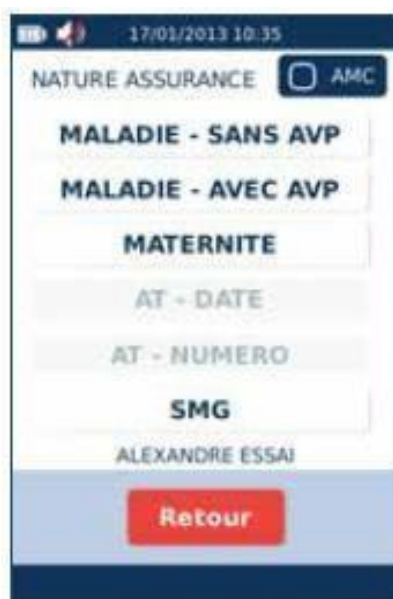 17/01/2013 10:35
NATURE ASSURANCE AMC
MALADIE - SANS AVP
MALADIE - AVEC AVP
MATERNITE
AT - DATE
AT - NUMERO
SMG
ALEXANDRE ESSAI
Retour